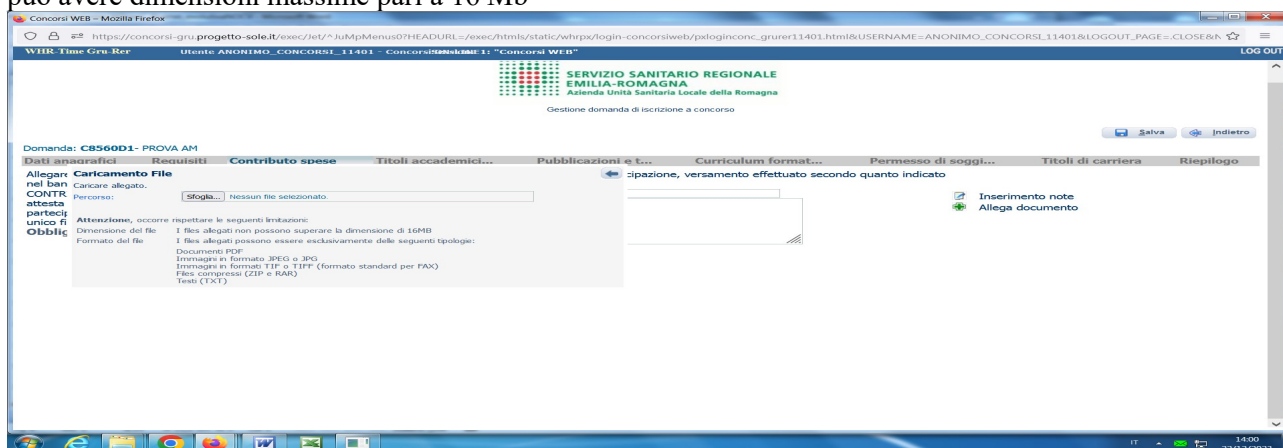 può avere dimensioni massime pari a 16 Mb
Concorsi WEB – Mozilla Firefox
https://concorsi-gru.progetto-sole.it/exec/Jet/^JuMpMenus0?HEADURL=/exec/htmls/static/whrpx/login-concorsiweb/pxloginconc_grurer11401.html&USERNAME=ANONIMO_CONCORSI_11401&LOGOUT_PAGE=.CLOSE&N
WHR-Time Gru-Rer Utente ANONIMO_CONCORSI_11401 - Concorsi 1: "Concorsi WEB" LOG OUT
SERVIZIO SANITARIO REGIONALE
EMILIA-ROMAGNA
Azienda Unità Sanitaria Locale della Romagna
Gestione domanda di iscrizione a concorso
Salva Indietro
Domanda: C8560D1- PROVA AM
Dati anagrafici Requisiti Contributo spese Titoli accademici... Pubblicazioni e t... Curriculum format... Permesso di soggi... Titoli di carriera Riepilogo
Allegare Caricamento File cipazione, versamento effettuato secondo quanto indicato
nel ban Caricare allegato.
CONTR Percorso: Sfoglia... Nessun file selezionato. Inserimento note
attesta Allega documento
partecip
unico fi Attenzione, occorre rispettare le seguenti limitazioni:
Obblig Dimensione del file I files allegati non possono superare la dimensione di 16MB
Formato del file I files allegati possono essere esclusivamente delle seguenti tipologie:
Documenti PDF
Immagini in formato JPEG o JPG
Immagini in formati TIF o TIFF (formato standard per FAX)
Files compressi (ZIP e RAR)
Testi (TXT)
IT 14:00